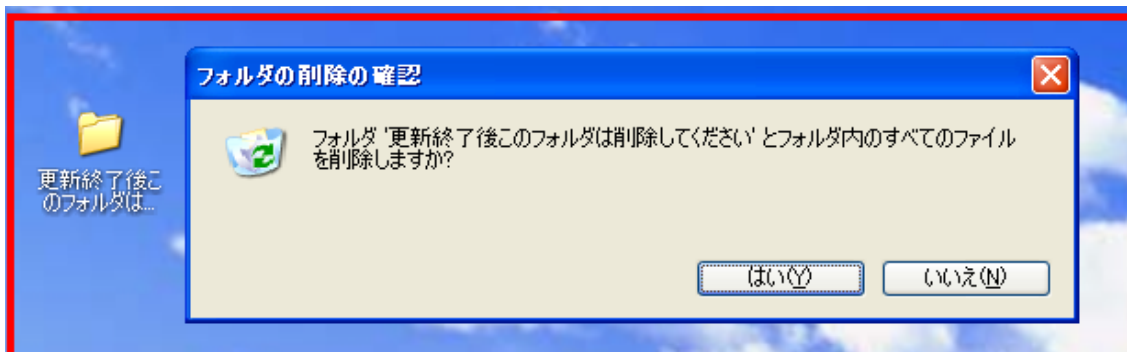 フォルダの削除の確認
フォルダ '更新終了後このフォルダは削除してください' とフォルダ内のすべてのファイル
を削除しますか?
更新終了後こ
のフォルダは...
はい(Y)
いいえ(N)